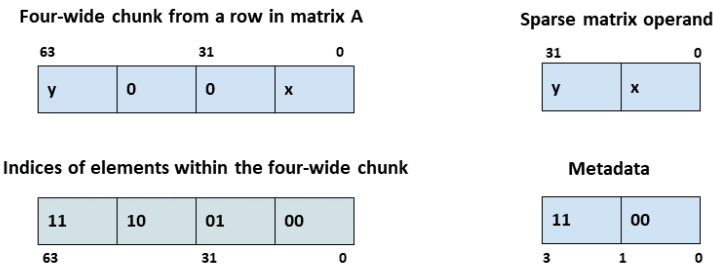 Four-wide chunk from a row in matrix A
63 31 0
y 0 0 x
Sparse matrix operand
31 0
y x
Indices of elements within the four-wide chunk
11 10 01 00
63 31 0
Metadata
11 00
3 1 0